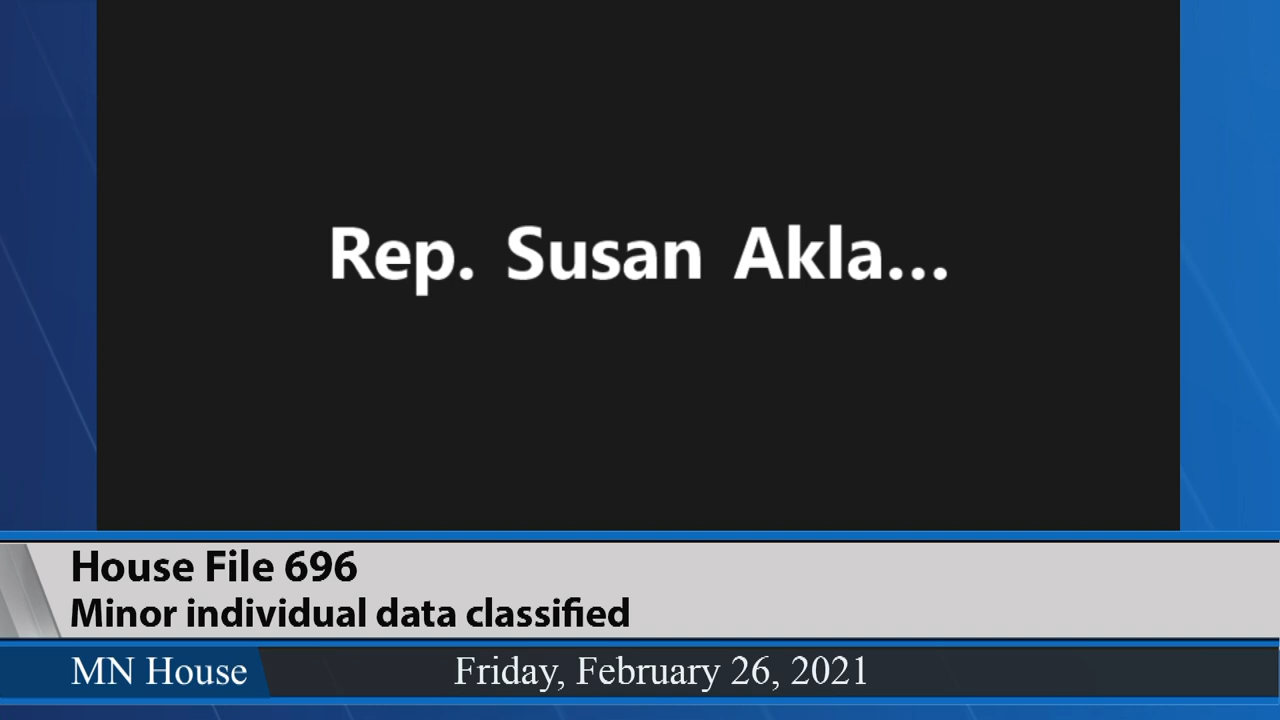 Rep. Susan Akla...
House File 696
Minor individual data classified
MN House
Friday, February 26, 2021